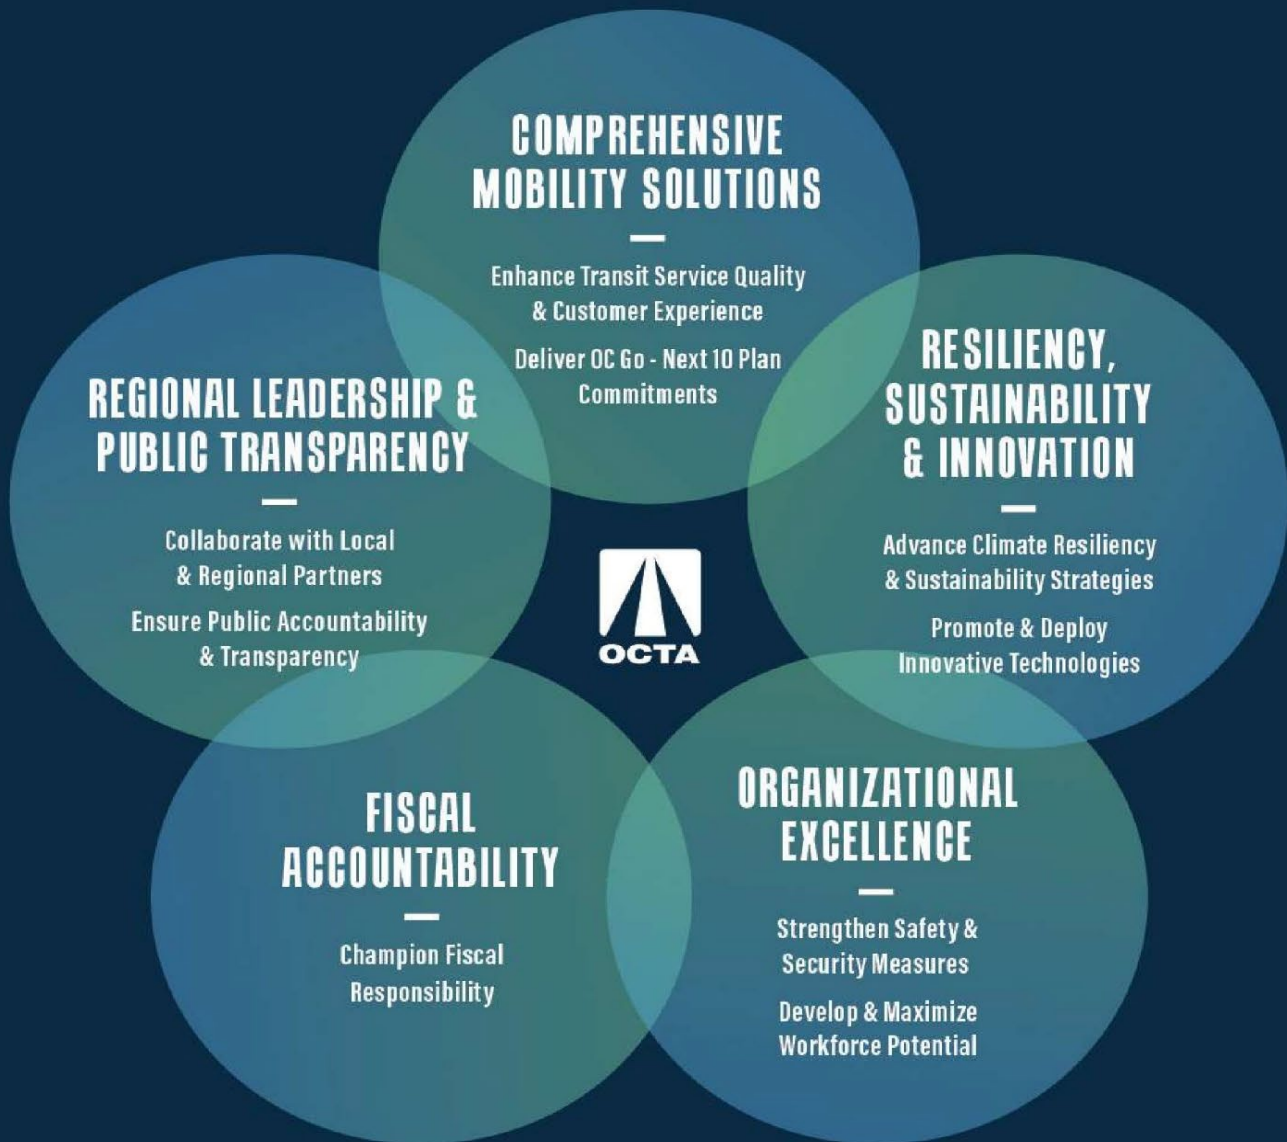 COMPREHENSIVE
MOBILITY SOLUTIONS
Enhance Transit Service Quality
& Customer Experience
Deliver OC Go - Next 10 Plan
Commitments
REGIONAL LEADERSHIP &
PUBLIC TRANSPARENCY
Collaborate with Local
& Regional Partners
Ensure Public Accountability
& Transparency
RESILIENCY,
SUSTAINABILITY
& INNOVATION
Advance Climate Resiliency
& Sustainability Strategies
Promote & Deploy
Innovative Technologies
OCTA
FISCAL
ACCOUNTABILITY
Champion Fiscal
Responsibility
ORGANIZATIONAL
EXCELLENCE
Strengthen Safety &
Security Measures
Develop & Maximize
Workforce Potential